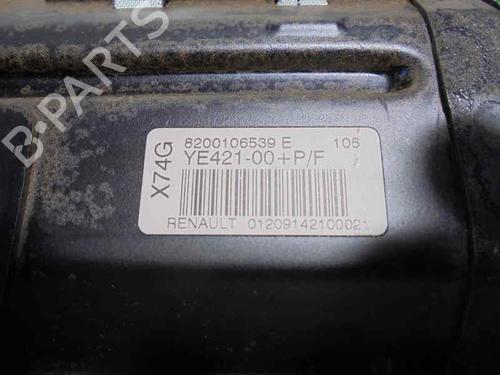 B-PARTS
X74G
8200106539 E 106
YE421-00+P/F
RENAULT 01209142100021